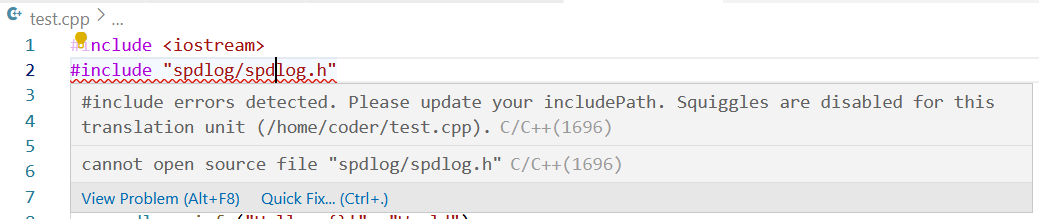 test.cpp > ...
1 #include <iostream>
2 #include "spdlog/spdlog.h"
3 #include errors detected. Please update your includePath. Squiggles are disabled for this
4 translation unit (/home/coder/test.cpp). C/C++(1696)
5
6 cannot open source file "spdlog/spdlog.h" C/C++(1696)
7 View Problem (Alt+F8) Quick Fix... (Ctrl+.)